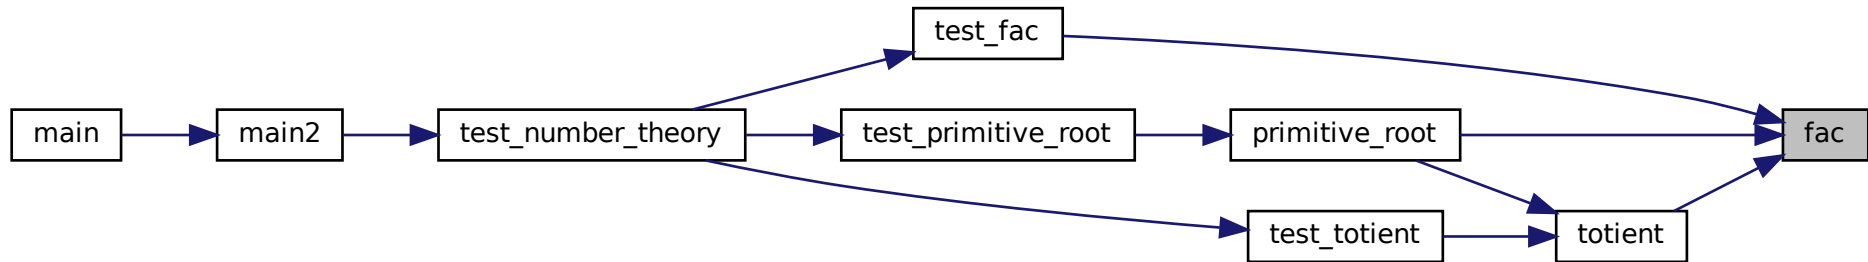 test_fac
main
main2
test_number_theory
test_primitive_root
primitive_root
fac
test_totient
totient